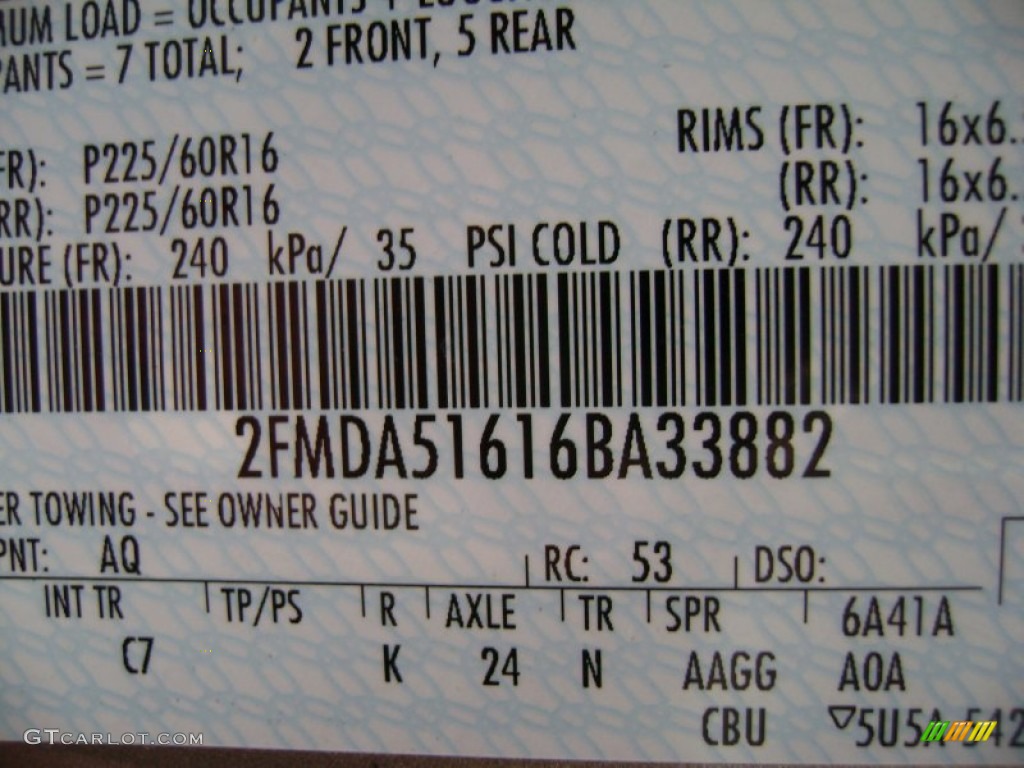 MUM LOAD = OCCUPANTS +
PANTS = 7 TOTAL; 2 FRONT, 5 REAR
RIMS (FR): 16x6.
FR): P225/60R16
(RR): 16x6.
RR): P225/60R16
URE (FR): 240 kPa/ 35 PSI COLD (RR): 240 kPa/
2FMDA51616BA33882
ER TOWING - SEE OWNER GUIDE
PNT: AQ RC: 53 DSO:
INT TR TP/PS R AXLE TR SPR 6A41A
C7 K 24 N AAGG A0A
CBU ▽5U5A-542
GTCARLOT.COM